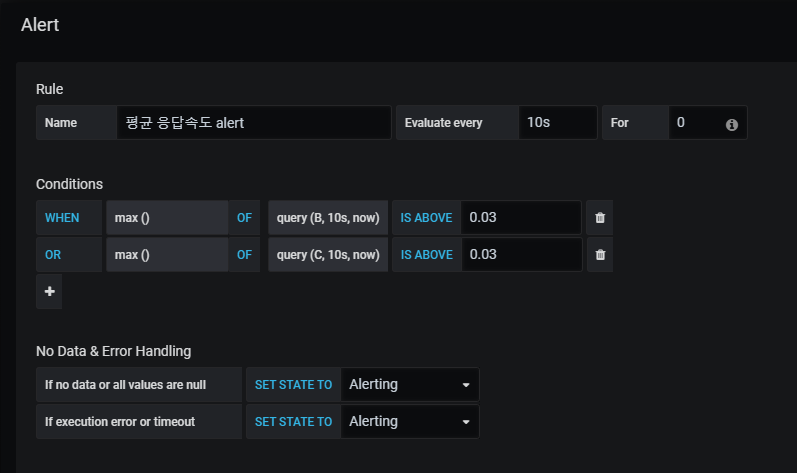 Alert
Rule
Name 평균 응답속도 alert Evaluate every 10s For 0
Conditions
WHEN max () OF query (B, 10s, now) IS ABOVE 0.03
OR max () OF query (C, 10s, now) IS ABOVE 0.03
No Data & Error Handling
If no data or all values are null SET STATE TO Alerting
If execution error or timeout SET STATE TO Alerting